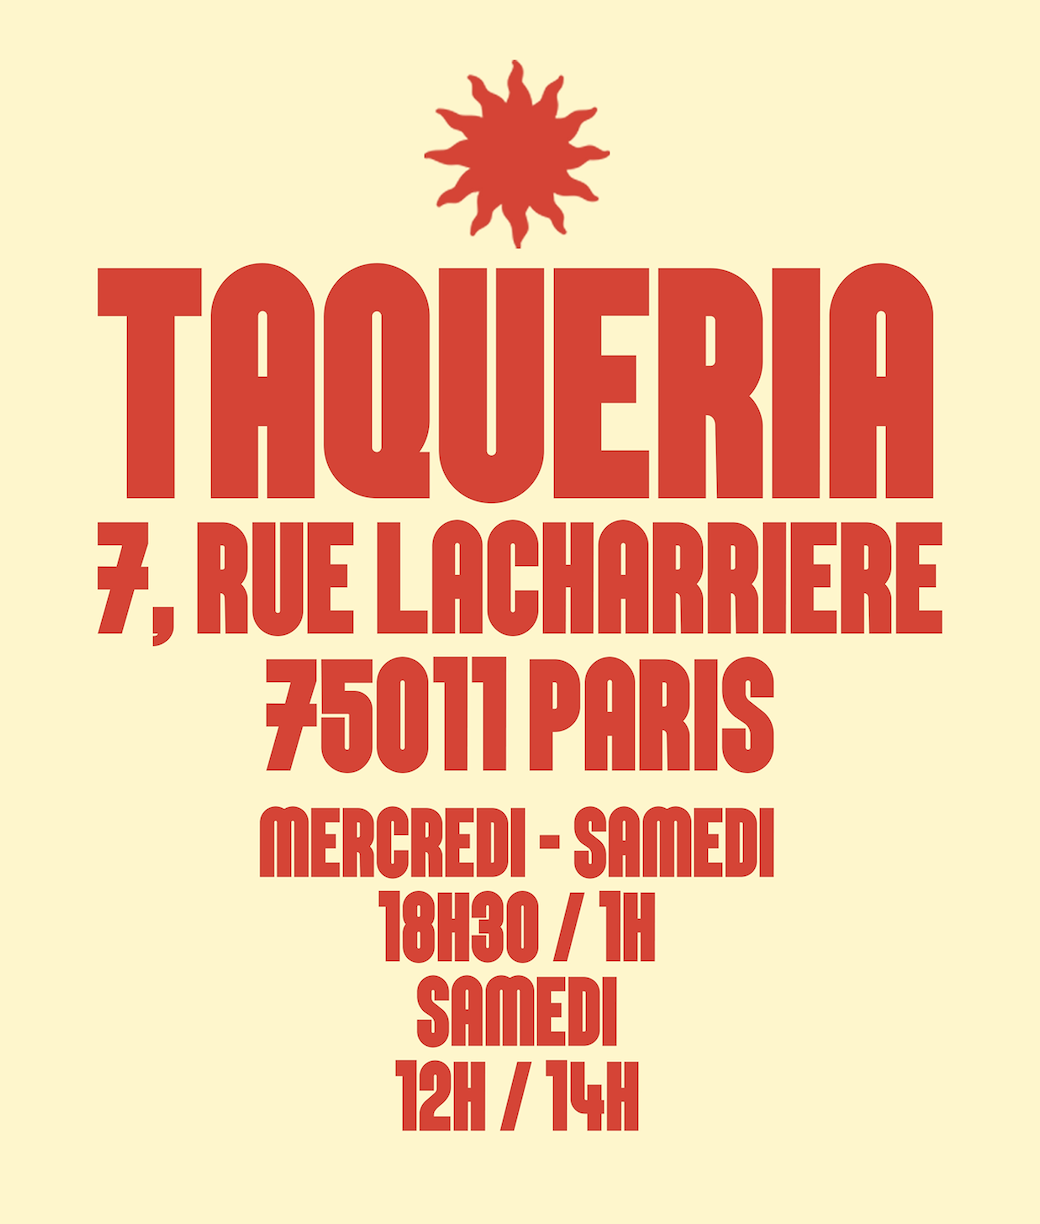 TAQUERIA
7, RUE LACHARRIERE
75011 PARIS
MERCREDI - SAMEDI
18H30 / 1H
SAMEDI
12H / 14H